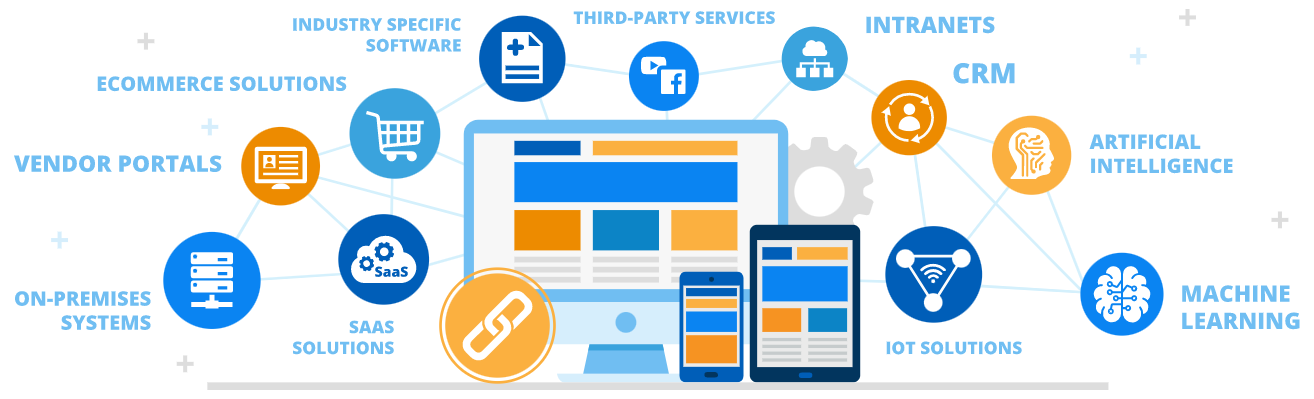 INDUSTRY SPECIFIC
SOFTWARE
THIRD-PARTY SERVICES
INTRANETS
ECOMMERCE SOLUTIONS
CRM
VENDOR PORTALS
ARTIFICIAL
INTELLIGENCE
SaaS
ON-PREMISES
SYSTEMS
SAAS
SOLUTIONS
IOT SOLUTIONS
MACHINE
LEARNING